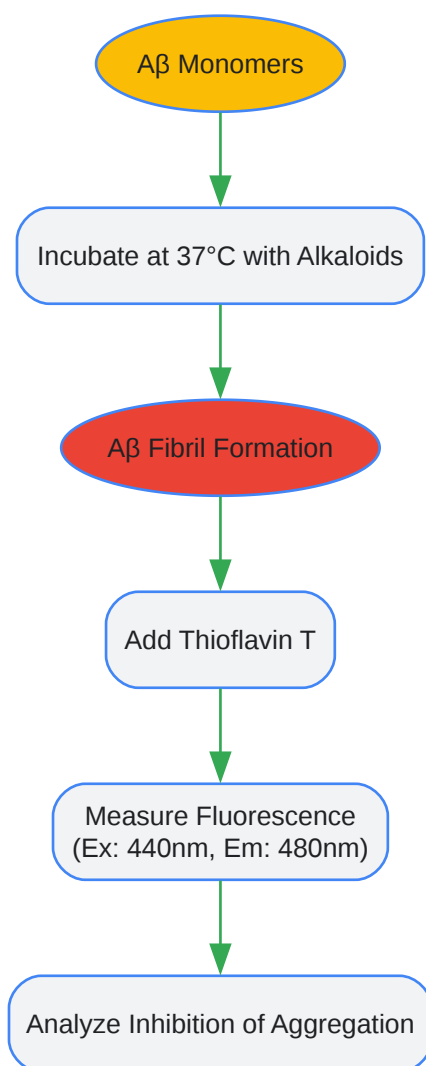 Aβ Monomers
Incubate at 37°C with Alkaloids
Aβ Fibril Formation
Add Thioflavin T
Measure Fluorescence
(Ex: 440nm, Em: 480nm)
Analyze Inhibition of Aggregation